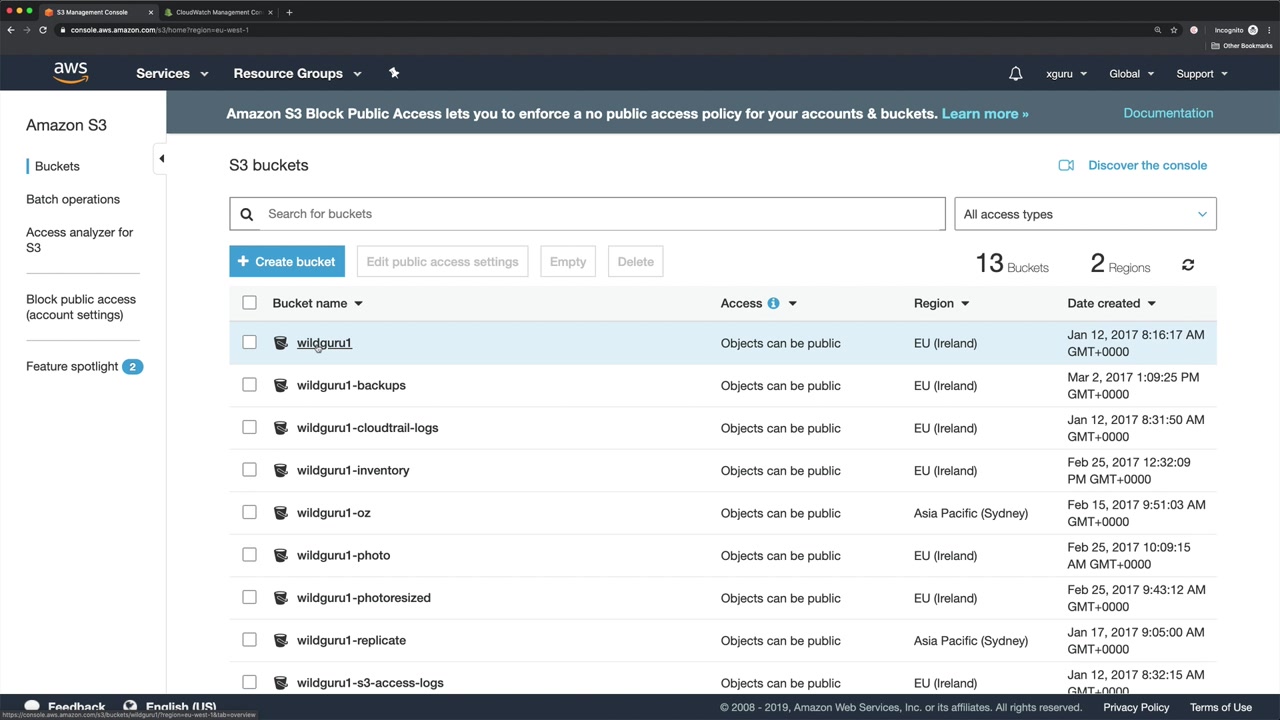 S3 Management Console
CloudWatch Management Con
console.aws.amazon.com/s3/home?region=eu-west-1
Incognito
Other Bookmarks
aws
Services
Resource Groups
xguru
Global
Support
Amazon S3 Block Public Access lets you to enforce a no public access policy for your accounts & buckets. Learn more »
Documentation
Amazon S3
Buckets
Batch operations
Access analyzer for
S3
Block public access
(account settings)
Feature spotlight 2
S3 buckets
Discover the console
Search for buckets
All access types
+ Create bucket
Edit public access settings
Empty
Delete
13 Buckets
2 Regions
Bucket name
Access
Region
Date created
wildguru1
Objects can be public
EU (Ireland)
Jan 12, 2017 8:16:17 AM
GMT+0000
wildguru1-backups
Objects can be public
EU (Ireland)
Mar 2, 2017 1:09:25 PM
GMT+0000
wildguru1-cloudtrail-logs
Objects can be public
EU (Ireland)
Jan 12, 2017 8:31:50 AM
GMT+0000
wildguru1-inventory
Objects can be public
EU (Ireland)
Feb 25, 2017 12:32:09
PM GMT+0000
wildguru1-oz
Objects can be public
Asia Pacific (Sydney)
Feb 15, 2017 9:51:03 AM
GMT+0000
wildguru1-photo
Objects can be public
EU (Ireland)
Feb 25, 2017 10:09:15
AM GMT+0000
wildguru1-photoresized
Objects can be public
EU (Ireland)
Feb 25, 2017 9:43:12 AM
GMT+0000
wildguru1-replicate
Objects can be public
Asia Pacific (Sydney)
Jan 17, 2017 9:05:00 AM
GMT+0000
wildguru1-s3-access-logs
Objects can be public
EU (Ireland)
Jan 12, 2017 8:32:15 AM
GMT+0000
Feedback
English (US)
© 2008 - 2019, Amazon Web Services, Inc. or its affiliates. All rights reserved.
Privacy Policy
Terms of Use
https://console.aws.amazon.com/s3/buckets/wildguru1/?region=eu-west-1&tab=overview